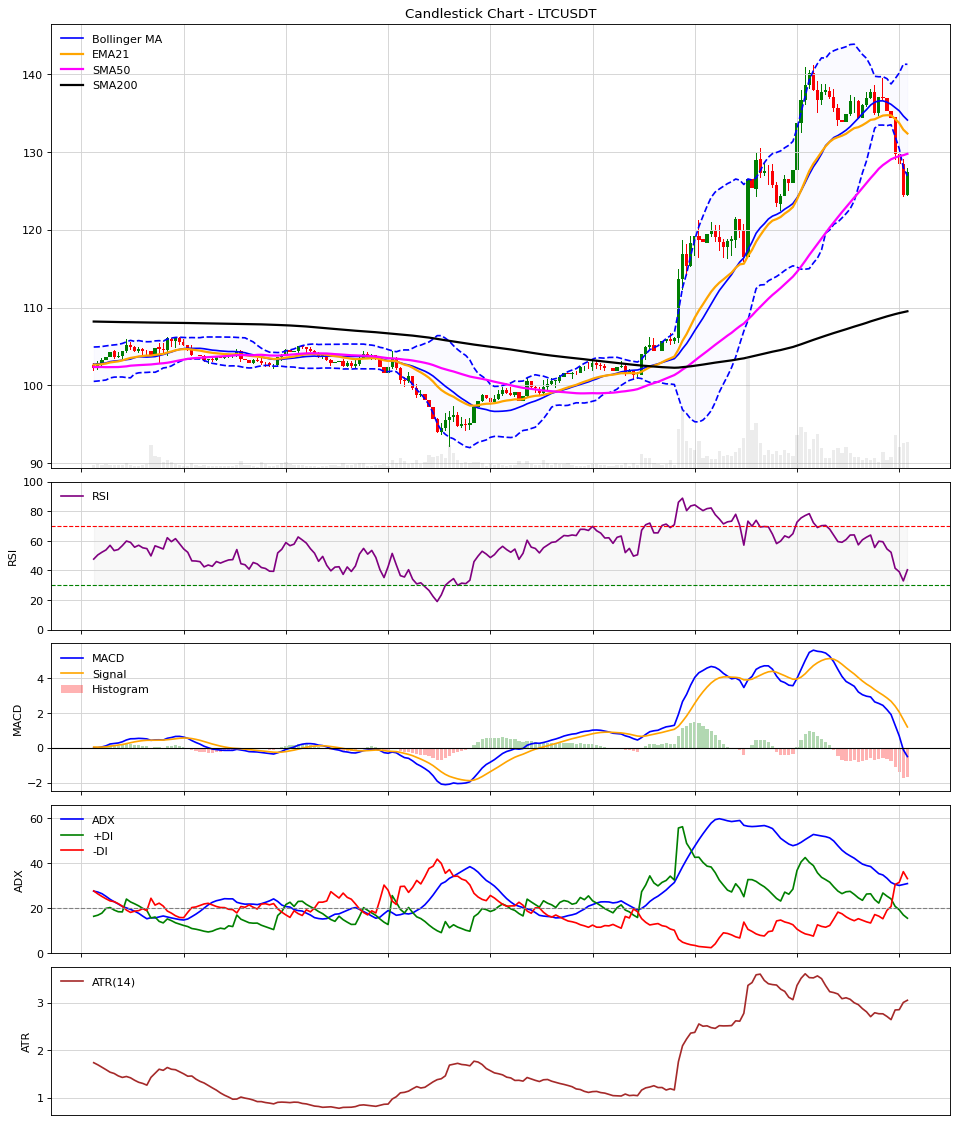 Candlestick Chart - LTCUSDT
Bollinger MA
EMA21
SMA50
SMA200
140
130
120
110
100
90
RSI
100
80
60
40
20
0
RSI
MACD
Signal
Histogram
4
2
0
−2
MACD
ADX
+DI
-DI
60
40
20
0
ADX
ATR(14)
3
2
1
ATR